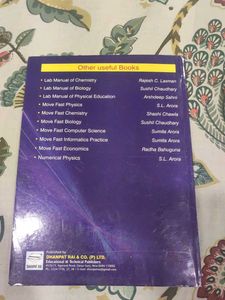 Other useful Books
• Lab Manual of Chemistry Rajesh C. Laxman
• Lab Manual of Biology Sushil Chaudhary
• Lab Manual of Physical Education Arshdeep Sahni
• Move Fast Physics S.L. Arora
• Move Fast Chemistry Shashi Chawla
• Move Fast Biology Sushil Chaudhary
• Move Fast Computer Science Sumita Arora
• Move Fast Informatics Practice Sumita Arora
• Move Fast Economics Radha Bahuguna
• Numerical Physics S.L. Arora
Published by:
DHANPAT RAI & CO. (P) LTD.
Educational & Technical Publishers